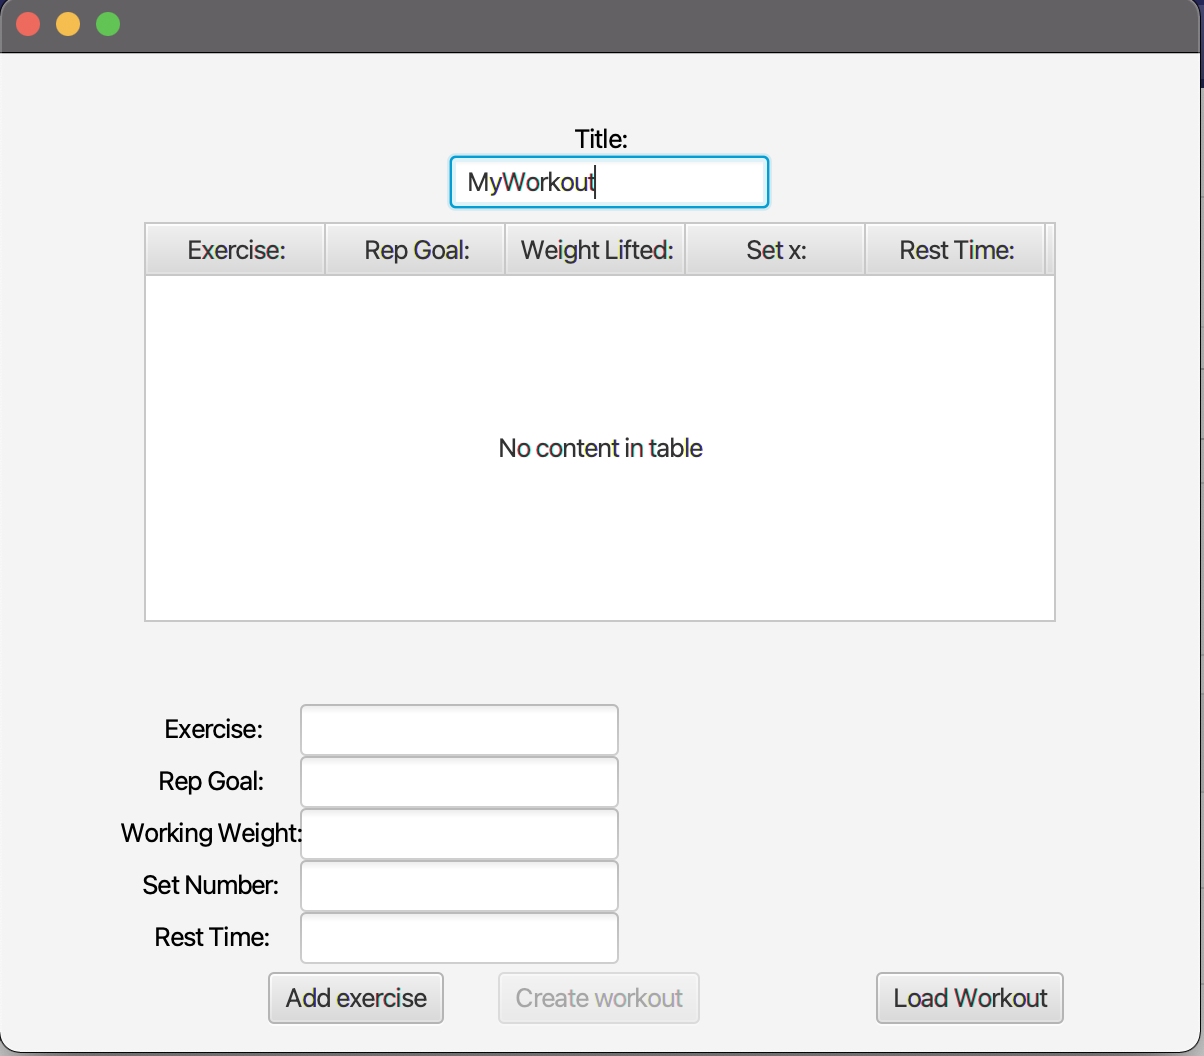 Title:
MyWorkout
Exercise: Rep Goal: Weight Lifted: Set x: Rest Time:
No content in table
Exercise:
Rep Goal:
Working Weight:
Set Number:
Rest Time:
Add exercise Create workout Load Workout